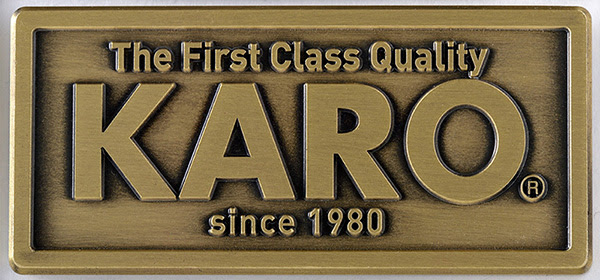 The First Class Quality
KARO®
since 1980